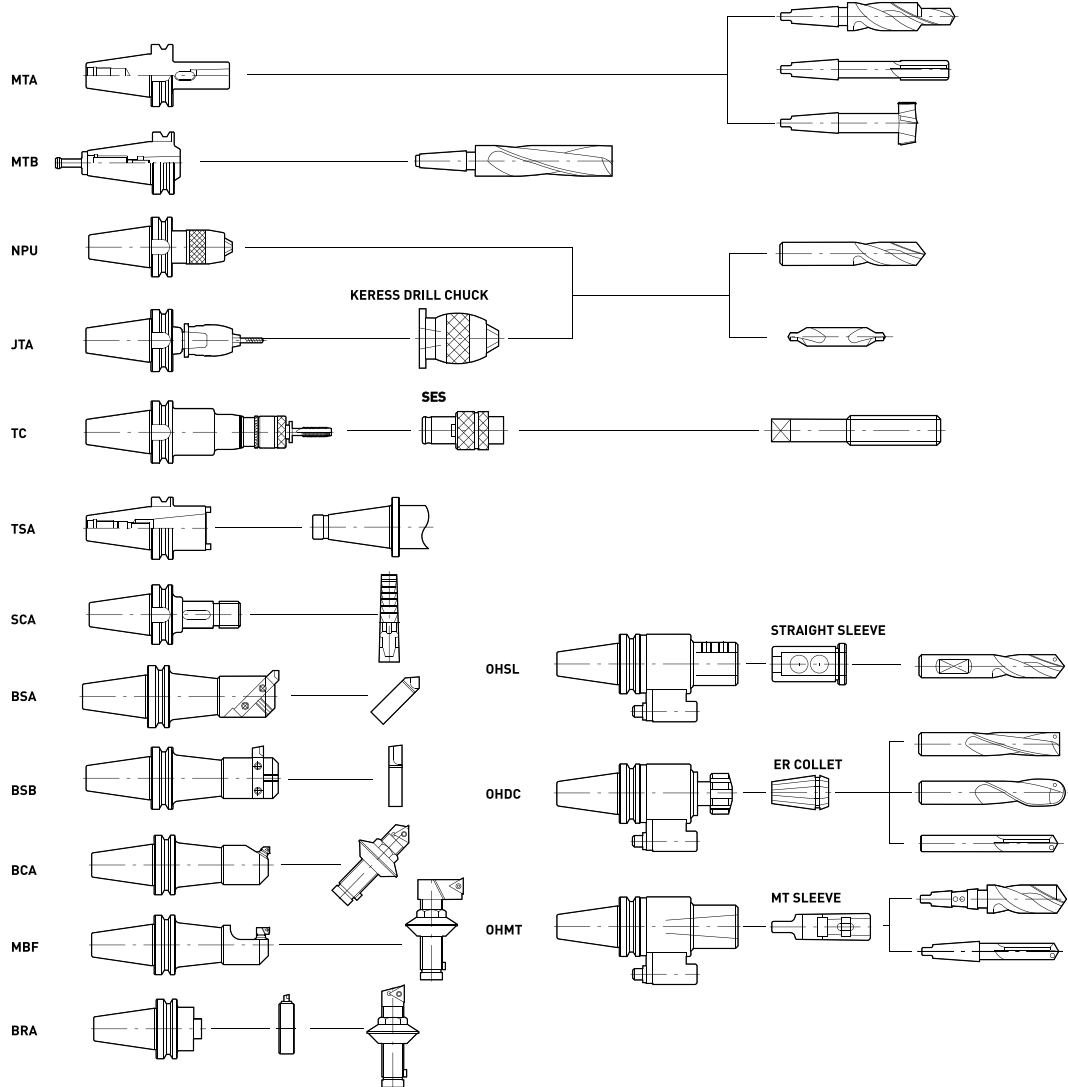 MTA
MTB
NPU
KERESS DRILL CHUCK
JTA
SES
TC
TSA
SCA
BSA
BSB
BCA
MBF
BRA
STRAIGHT SLEEVE
OHSL
ER COLLET
OHDC
MT SLEEVE
OHMT